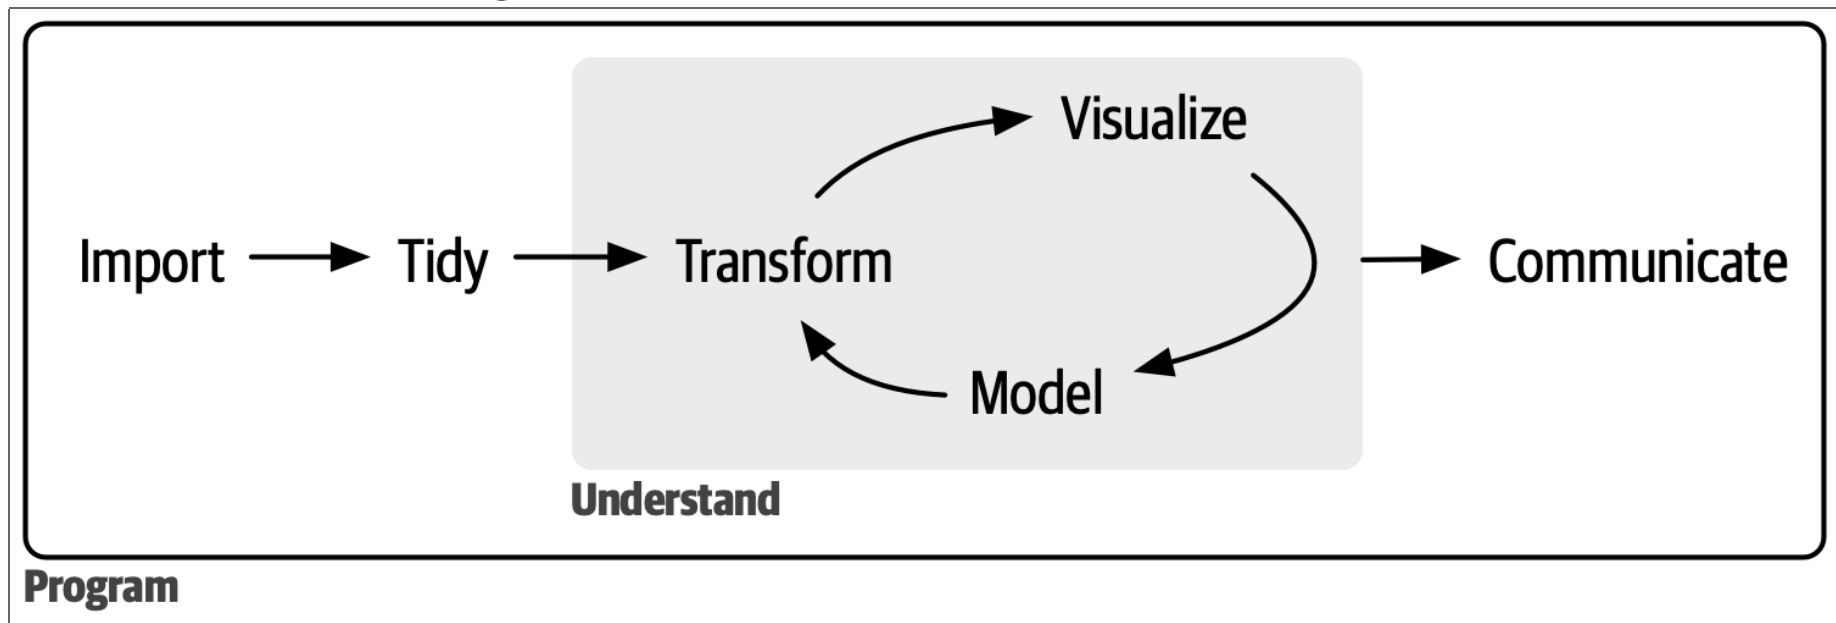 Visualize
Import Tidy Transform Communicate
Model
Understand
Program